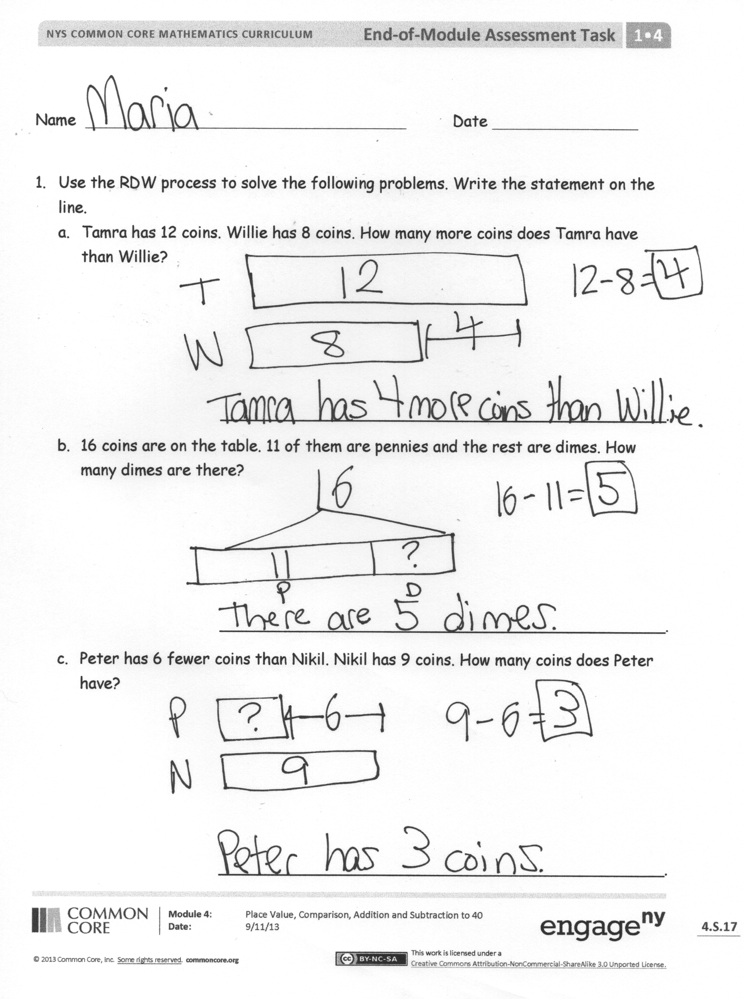 NYS COMMON CORE MATHEMATICS CURRICULUM End-of-Module Assessment Task 1•4
Name Maria Date
1. Use the RDW process to solve the following problems. Write the statement on the
line.
a. Tamra has 12 coins. Willie has 8 coins. How many more coins does Tamra have
than Willie?
T 12 12-8=4
W 8 4
Tamra has 4 more coins than Willie.
b. 16 coins are on the table. 11 of them are pennies and the rest are dimes. How
many dimes are there?
16 16-11=5
11 ?
P D
There are 5 dimes.
c. Peter has 6 fewer coins than Nikil. Nikil has 9 coins. How many coins does Peter
have?
P ? 6 9-6=3
N 9
Peter has 3 coins.
COMMON CORE
Module 4: Place Value, Comparison, Addition and Subtraction to 40
Date: 9/11/13
engageny 4.S.17
© 2013 Common Core, Inc. Some rights reserved. commoncore.org
cc BY-NC-SA
This work is licensed under a
Creative Commons Attribution-NonCommercial-ShareAlike 3.0 Unported License.